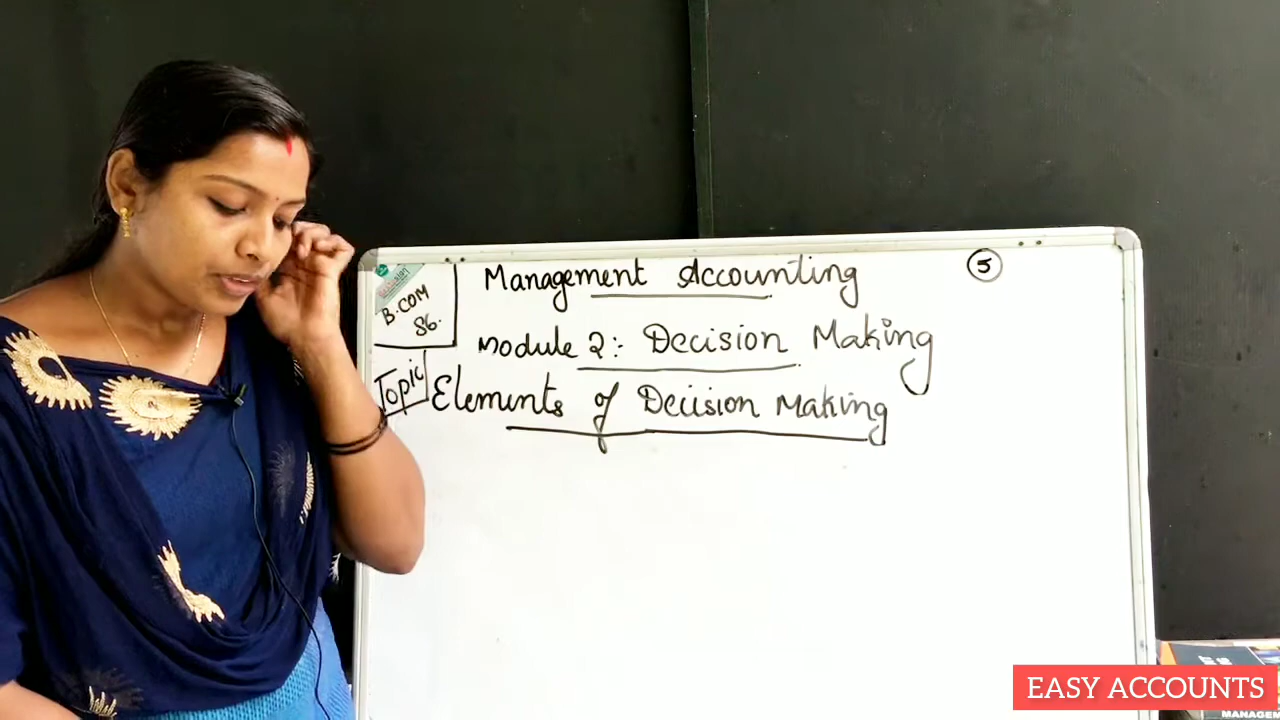 Management Accounting
5
B.COM
S6.
Module 2:- Decision Making
Topic
Elements of Decision Making
EASY ACCOUNTS